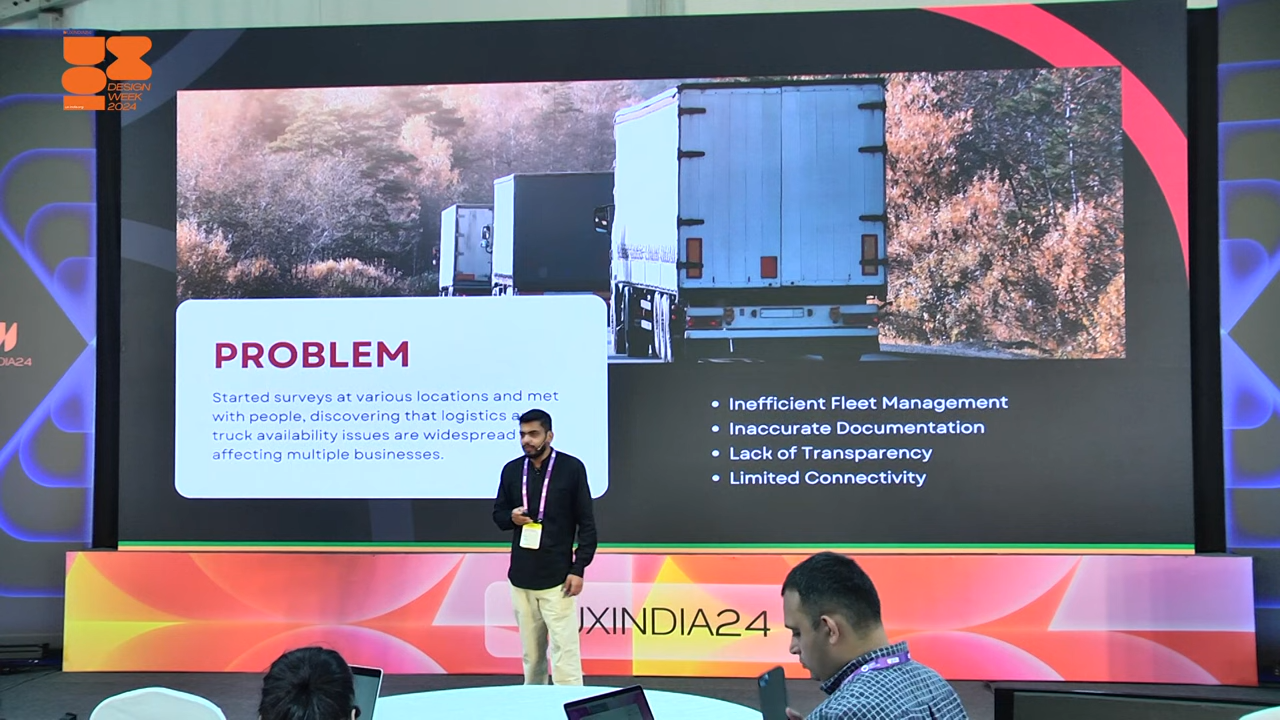 DESIGN
WEEK
2024
DIA24
PROBLEM
Started surveys at various locations and met
with people, discovering that logistics
truck availability issues are widespread
affecting multiple businesses.
• Inefficient Fleet Management
• Inaccurate Documentation
• Lack of Transparency
• Limited Connectivity
UXINDIA24